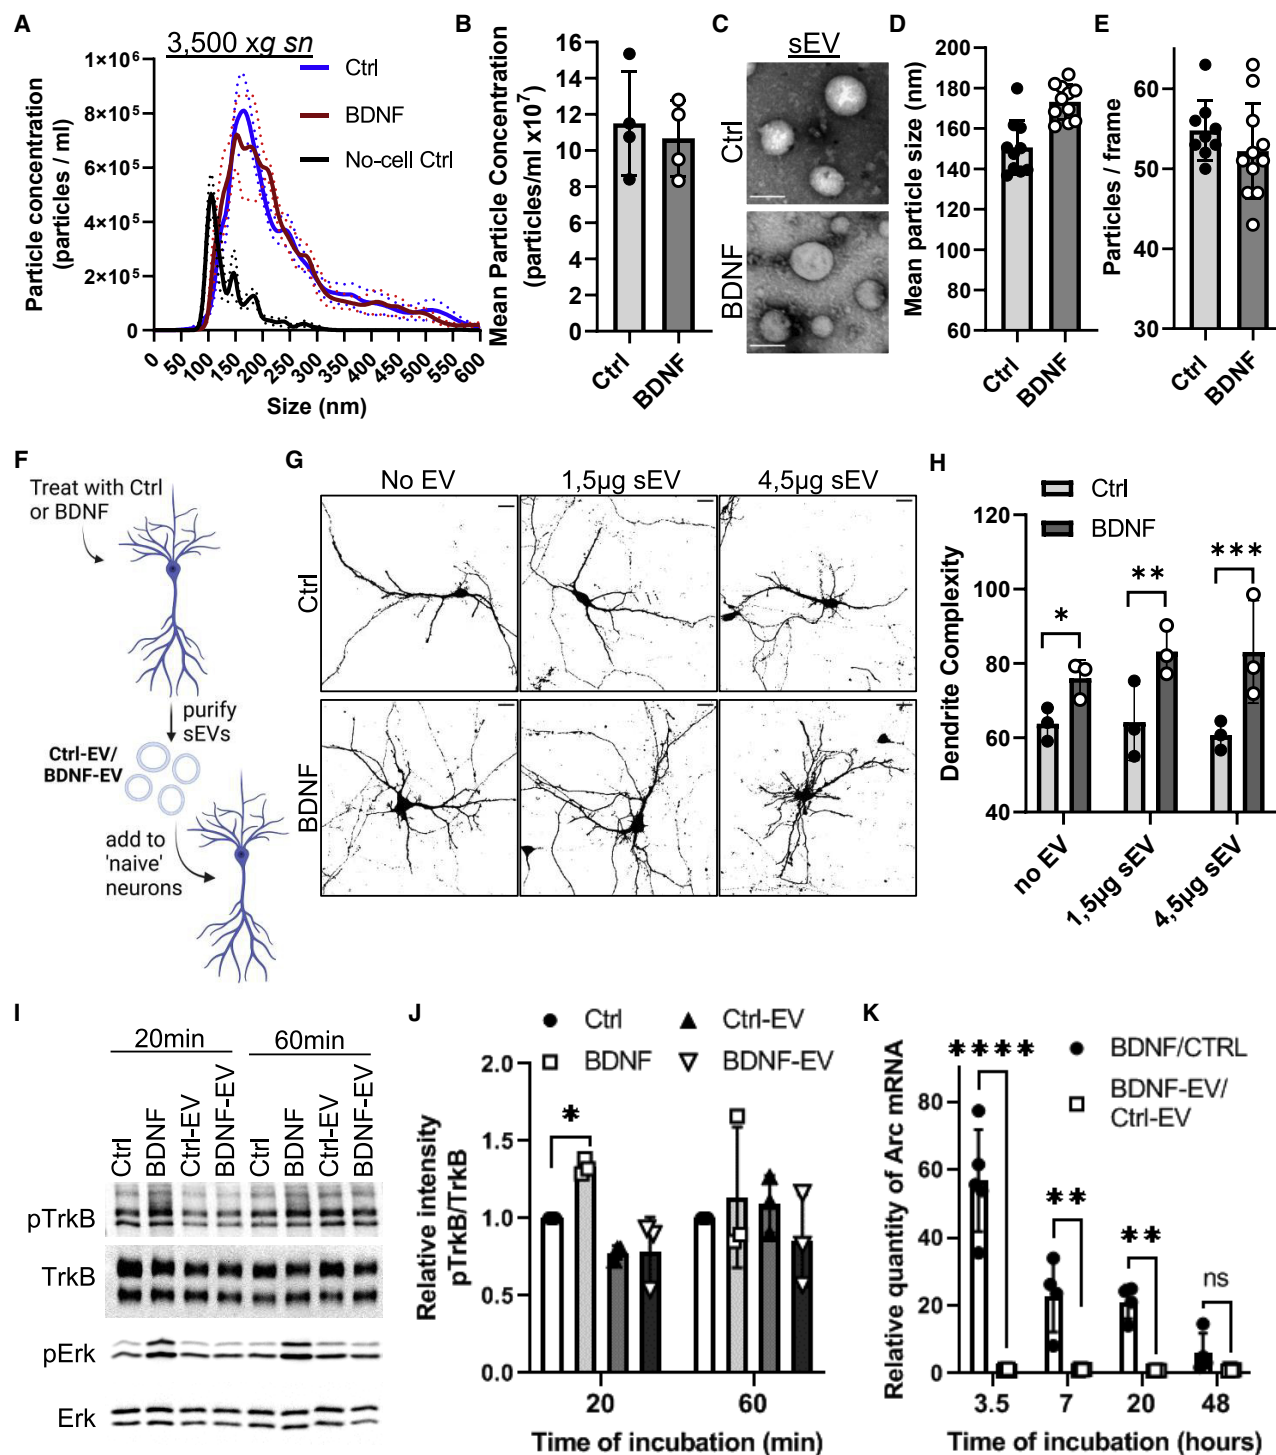 A
3,500 xg sn
Particle concentration
(particles / ml)
1×10⁶
8×10⁵
6×10⁵
4×10⁵
2×10⁵
0
Ctrl
BDNF
No-cell Ctrl
0 50 100 150 200 250 300 350 400 450 500 550 600
Size (nm)
B
Mean Particle Concentration
(particles/ml x10⁷)
16
14
12
10
8
6
4
2
0
Ctrl
BDNF
C
sEV
Ctrl
BDNF
D
Mean particle size (nm)
200
180
160
140
120
100
80
60
Ctrl
BDNF
E
Particles / frame
60
50
40
30
Ctrl
BDNF
F
Treat with Ctrl
or BDNF
purify
sEVs
Ctrl-EV/
BDNF-EV
add to
'naive'
neurons
G
No EV 1,5µg sEV 4,5µg sEV
Ctrl
BDNF
H
Ctrl
BDNF
Dendrite Complexity
120
100
80
60
40
* ** ***
no EV
1,5µg sEV
4,5µg sEV
I
20min 60min
Ctrl BDNF Ctrl-EV BDNF-EV Ctrl BDNF Ctrl-EV BDNF-EV
pTrkB
TrkB
pErk
Erk
J
Ctrl Ctrl-EV
BDNF BDNF-EV
Relative intensity
pTrkB/TrkB
2.0
1.5
1.0
0.5
0.0
*
20 60
Time of incubation (min)
K
BDNF/CTRL
BDNF-EV/
Ctrl-EV
Relative quantity of Arc mRNA
80
60
40
20
0
**** ** ** ns
3.5 7 20 48
Time of incubation (hours)